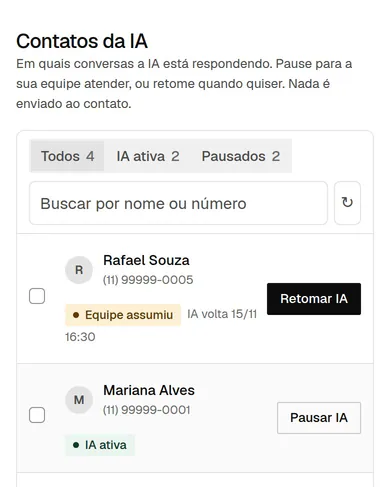 Contatos da IA
Em quais conversas a IA está respondendo. Pause para a
sua equipe atender, ou retome quando quiser. Nada é
enviado ao contato.
Todos 4 IA ativa 2 Pausados 2
Buscar por nome ou número ↻
R
Rafael Souza
(11) 99999-0005
Retomar IA
• Equipe assumiu IA volta 15/11
16:30
M
Mariana Alves
(11) 99999-0001
Pausar IA
• IA ativa